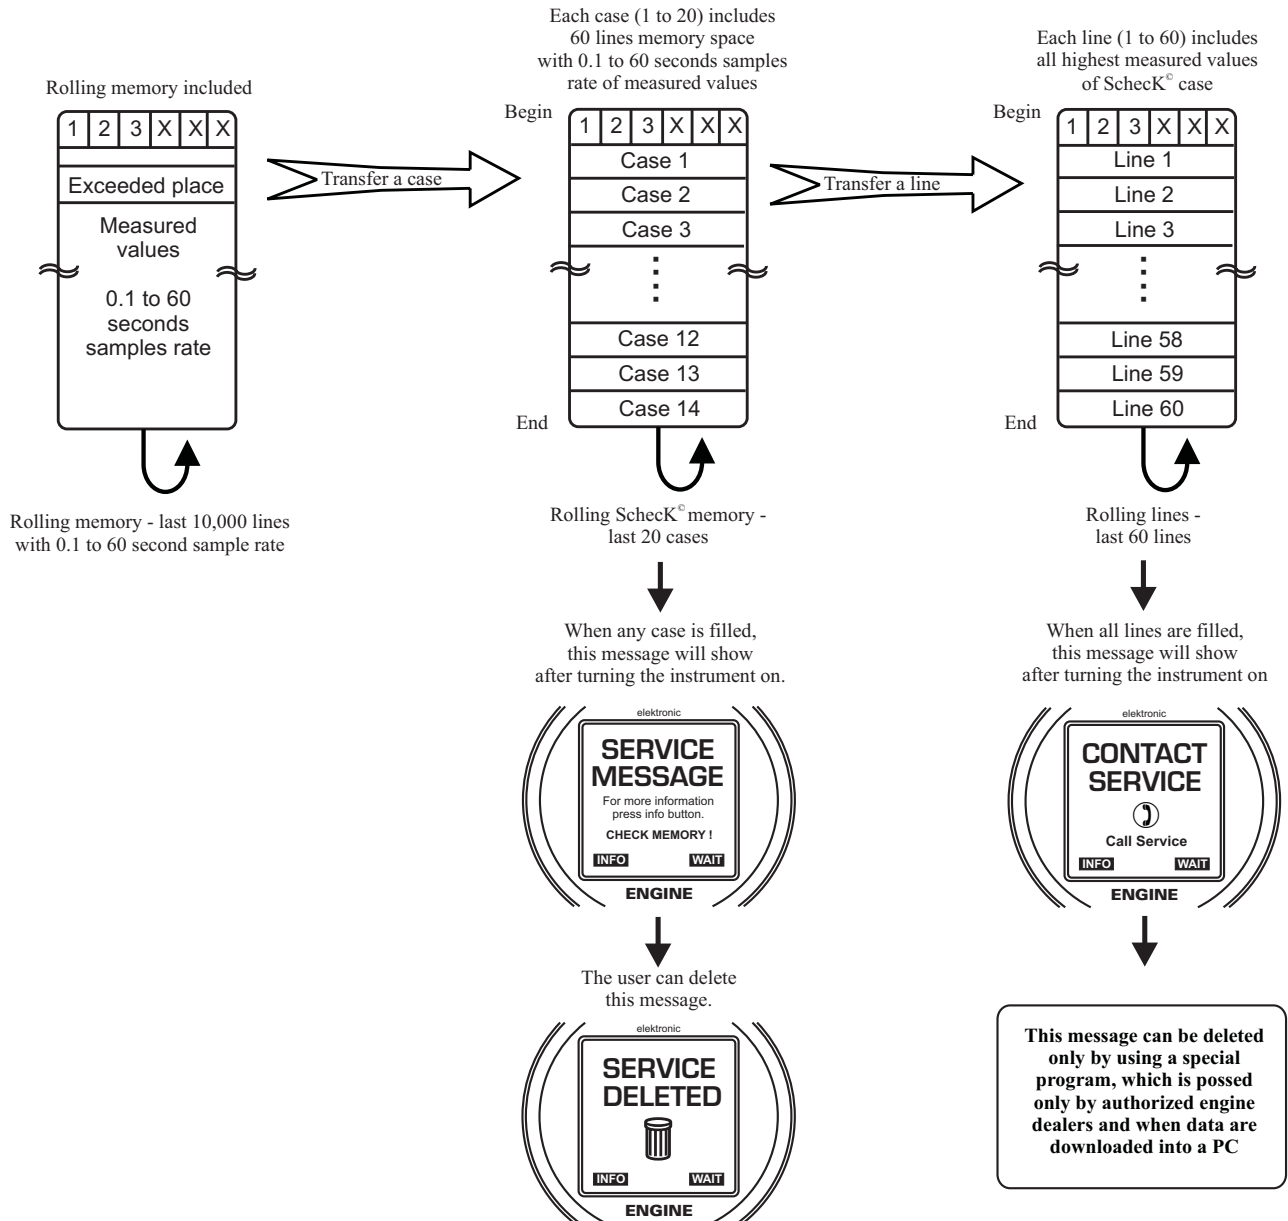 Rolling memory included
1 2 3 X X X
Exceeded place
Measured
values
0.1 to 60
seconds
samples rate
Rolling memory - last 10,000 lines
with 0.1 to 60 second sample rate
Transfer a case
Each case (1 to 20) includes
60 lines memory space
with 0.1 to 60 seconds samples
rate of measured values
Begin
1 2 3 X X X
Case 1
Case 2
Case 3
Case 12
Case 13
Case 14
End
Rolling SchecK© memory -
last 20 cases
When any case is filled,
this message will show
after turning the instrument on.
elektronic
SERVICE
MESSAGE
For more information
press info button.
CHECK MEMORY !
INFO WAIT
ENGINE
The user can delete
this message.
elektronic
SERVICE
DELETED
INFO WAIT
ENGINE
Transfer a line
Each line (1 to 60) includes
all highest measured values
of SchecK© case
Begin
1 2 3 X X X
Line 1
Line 2
Line 3
Line 58
Line 59
Line 60
End
Rolling lines -
last 60 lines
When all lines are filled,
this message will show
after turning the instrument on
elektronic
CONTACT
SERVICE
Call Service
INFO WAIT
ENGINE
This message can be deleted
only by using a special
program, which is possed
only by authorized engine
dealers and when data are
downloaded into a PC